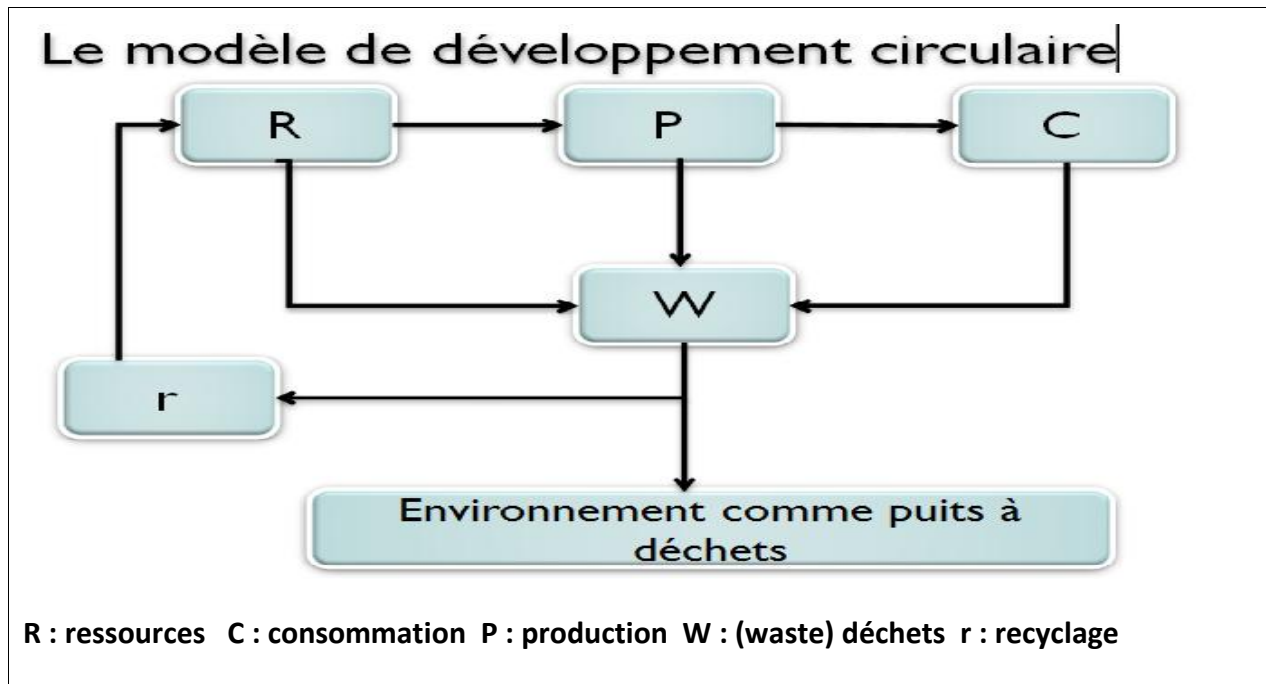 Le modèle de développement circulaire
R
P
C
W
r
Environnement comme puits à
déchets
R : ressources C : consommation P : production W : (waste) déchets r : recyclage